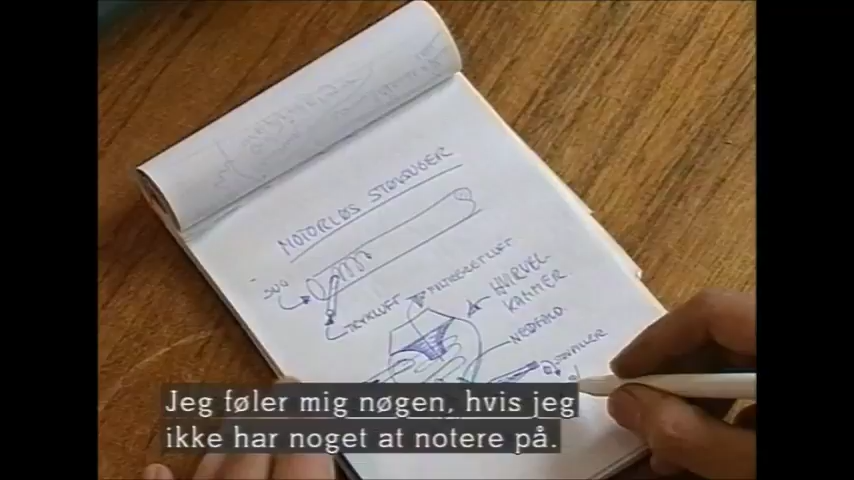 MOTORLØS STØVSUGER
SUG
TRYKLUFT
FILTRERET LUFT
HVIRVEL-
KAMMER
NEDFALD
Jeg føler mig nøgen, hvis jeg
ikke har noget at notere på.